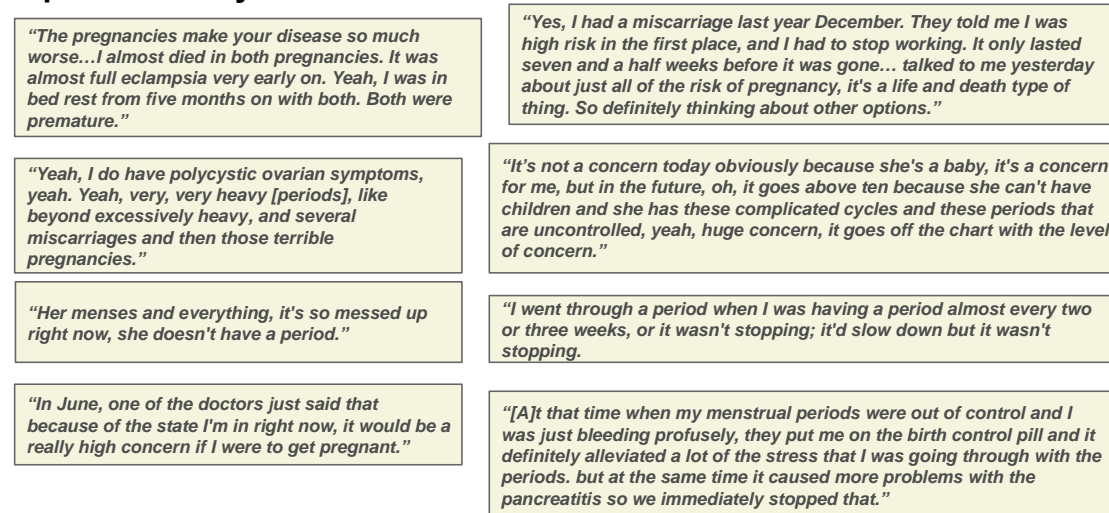 “The pregnancies make your disease so much
worse…I almost died in both pregnancies. It was
almost full eclampsia very early on. Yeah, I was in
bed rest from five months on with both. Both were
premature.”
“Yes, I had a miscarriage last year December. They told me I was
high risk in the first place, and I had to stop working. It only lasted
seven and a half weeks before it was gone… talked to me yesterday
about just all of the risk of pregnancy, it's a life and death type of
thing. So definitely thinking about other options.”
“Yeah, I do have polycystic ovarian symptoms,
yeah. Yeah, very, very heavy [periods], like
beyond excessively heavy, and several
miscarriages and then those terrible
pregnancies.”
“It’s not a concern today obviously because she's a baby, it's a concern
for me, but in the future, oh, it goes above ten because she can't have
children and she has these complicated cycles and these periods that
are uncontrolled, yeah, huge concern, it goes off the chart with the level
of concern.”
“Her menses and everything, it's so messed up
right now, she doesn't have a period.”
“I went through a period when I was having a period almost every two
or three weeks, or it wasn't stopping; it'd slow down but it wasn't
stopping.
“In June, one of the doctors just said that
because of the state I'm in right now, it would be a
really high concern if I were to get pregnant.”
“[A]t that time when my menstrual periods were out of control and I
was just bleeding profusely, they put me on the birth control pill and it
definitely alleviated a lot of the stress that I was going through with the
periods. but at the same time it caused more problems with the
pancreatitis so we immediately stopped that.”